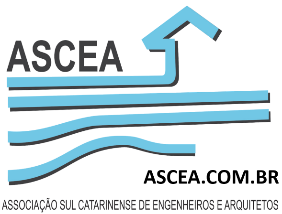 ASCEA
ASCEA.COM.BR
ASSOCIAÇÃO SUL CATARINENSE DE ENGENHEIROS E ARQUITETOS